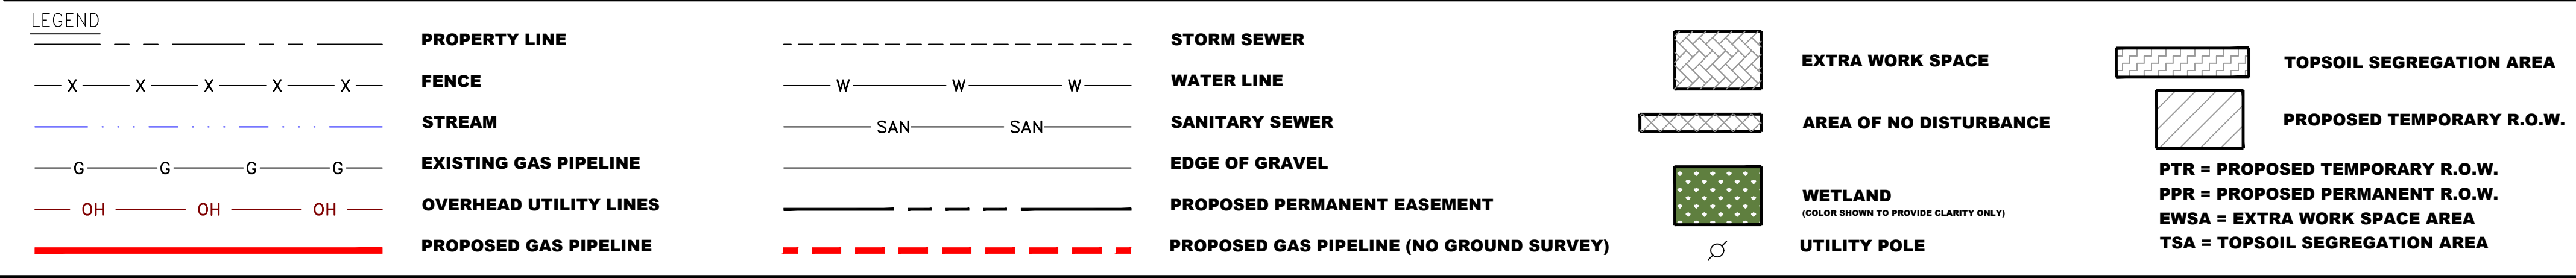 LEGEND
PROPERTY LINE
X X X X X FENCE
STREAM
G G G G EXISTING GAS PIPELINE
OH OH OH OVERHEAD UTILITY LINES
PROPOSED GAS PIPELINE
STORM SEWER
W W W WATER LINE
SAN SAN SANITARY SEWER
EDGE OF GRAVEL
PROPOSED PERMANENT EASEMENT
PROPOSED GAS PIPELINE (NO GROUND SURVEY)
EXTRA WORK SPACE
AREA OF NO DISTURBANCE
WETLAND
(COLOR SHOWN TO PROVIDE CLARITY ONLY)
UTILITY POLE
TOPSOIL SEGREGATION AREA
PROPOSED TEMPORARY R.O.W.
PTR = PROPOSED TEMPORARY R.O.W.
PPR = PROPOSED PERMANENT R.O.W.
EWSA = EXTRA WORK SPACE AREA
TSA = TOPSOIL SEGREGATION AREA